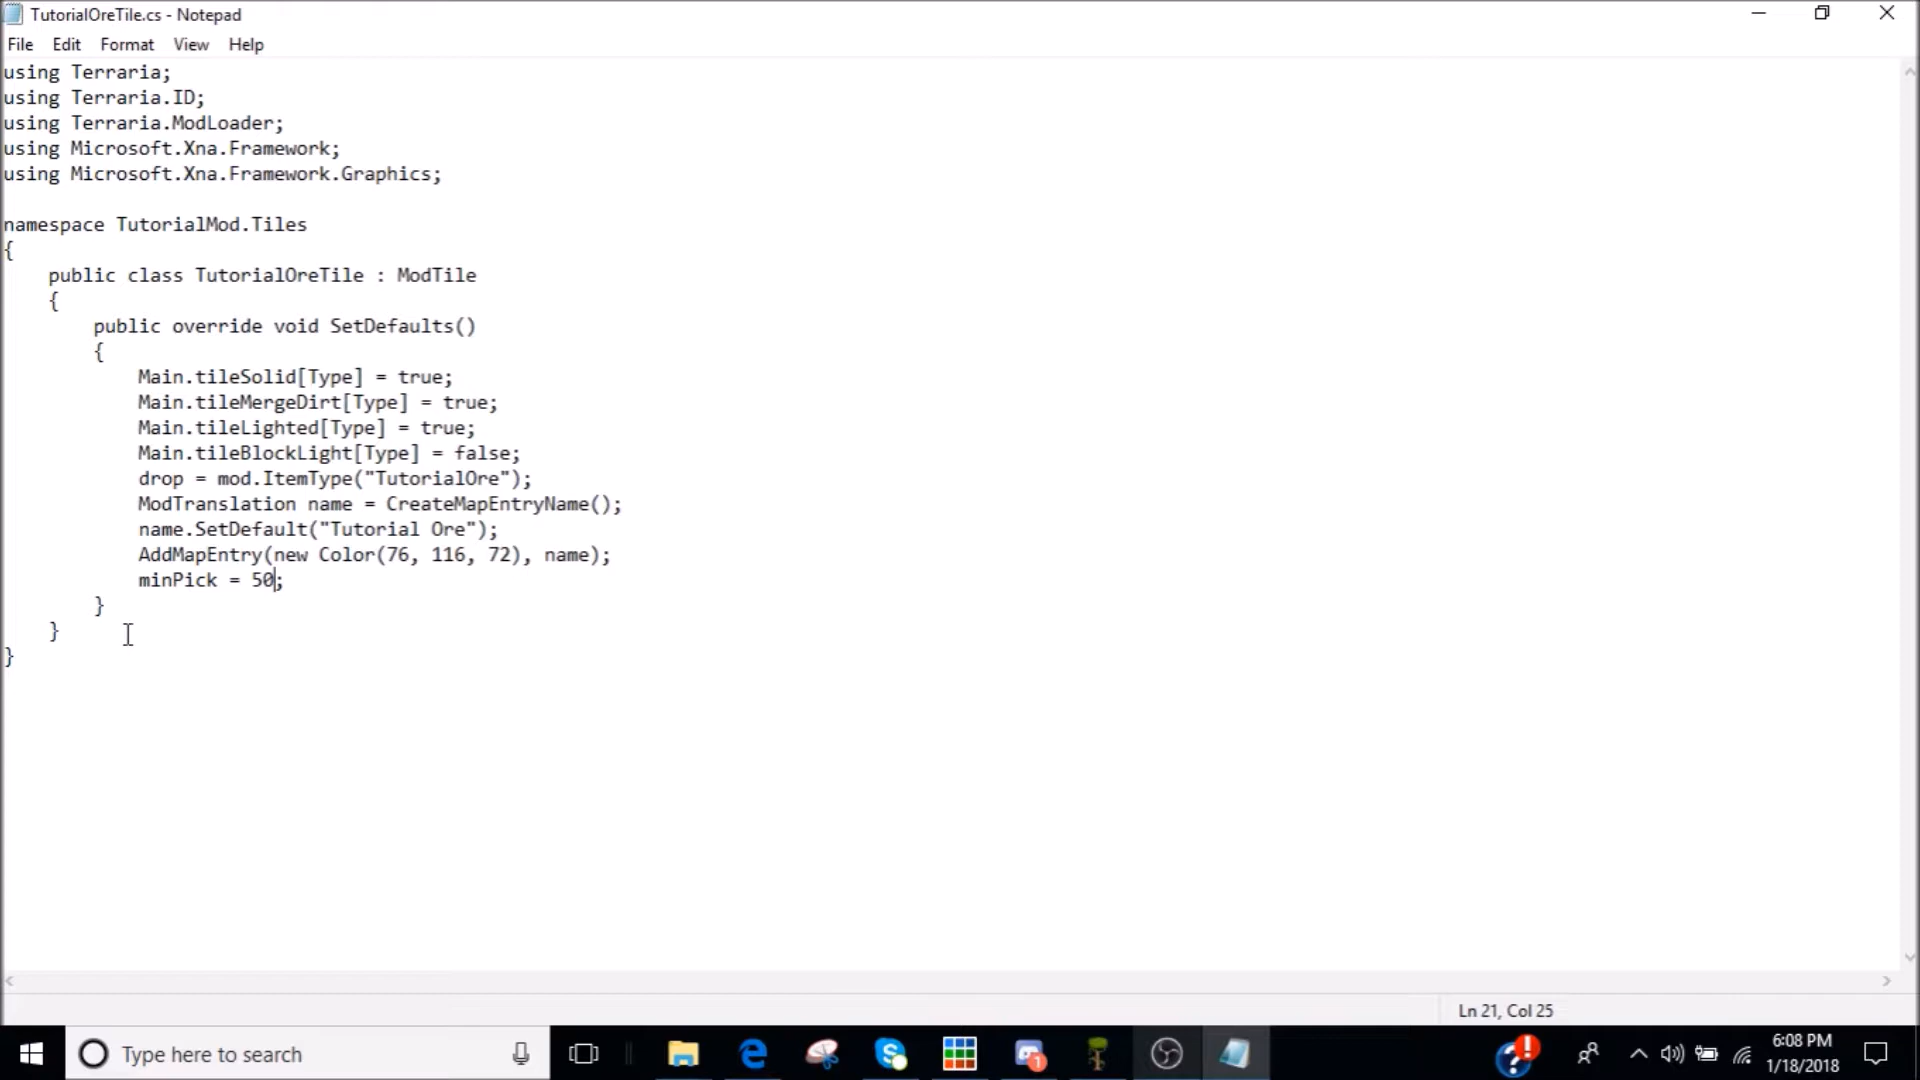 TutorialOreTile.cs - Notepad
File Edit Format View Help
using Terraria;
using Terraria.ID;
using Terraria.ModLoader;
using Microsoft.Xna.Framework;
using Microsoft.Xna.Framework.Graphics;
namespace TutorialMod.Tiles
{
public class TutorialOreTile : ModTile
{
public override void SetDefaults()
{
Main.tileSolid[Type] = true;
Main.tileMergeDirt[Type] = true;
Main.tileLighted[Type] = true;
Main.tileBlockLight[Type] = false;
drop = mod.ItemType("TutorialOre");
ModTranslation name = CreateMapEntryName();
name.SetDefault("Tutorial Ore");
AddMapEntry(new Color(76, 116, 72), name);
minPick = 50;
}
}
}
Ln 21, Col 25
Type here to search
1
6:08 PM
1/18/2018